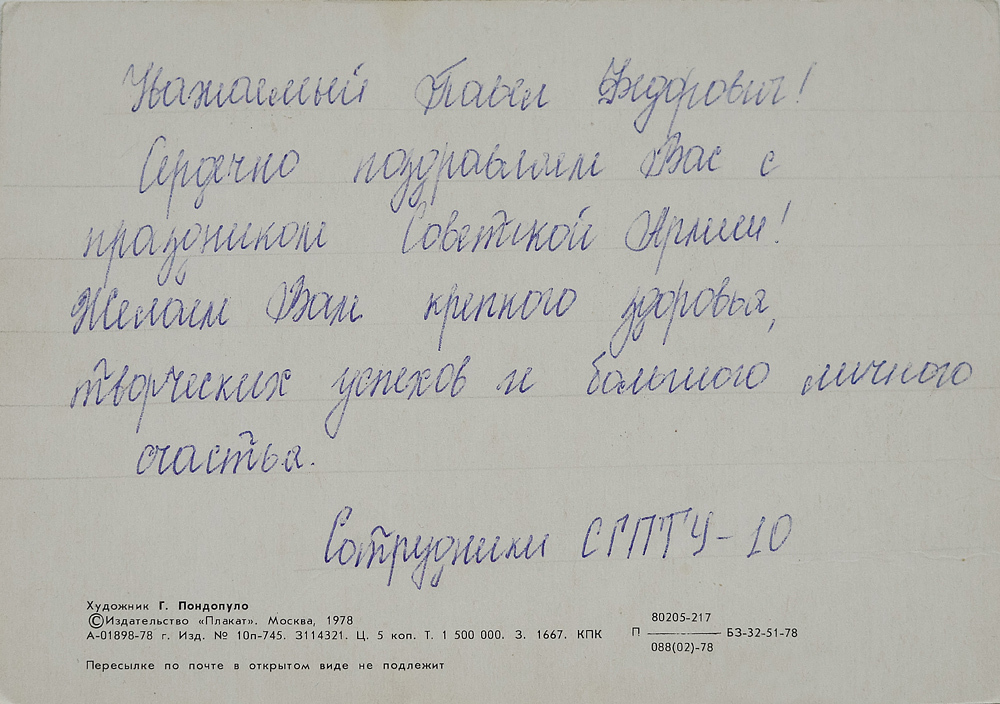 Уважаемый Павел Федорович!
Сердечно поздравляем Вас с
праздником Советской Армии!
Желаем Вам крепкого здоровья,
творческих успехов и большого личного
счастья.
Сотрудники СГПТУ-10
Художник Г. Пондопуло
©Издательство «Плакат». Москва, 1978
А-01898-78 г. Изд. № 10п-745. 3114321. Ц. 5 коп. Т. 1 500 000. З. 1667. КПК
П 80205-217 / 088(02)-78 БЗ-32-51-78
Пересылке по почте в открытом виде не подлежит